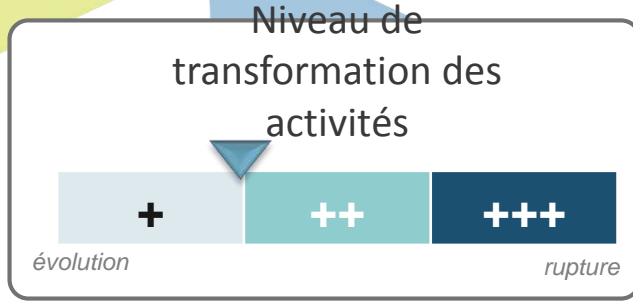 Niveau de
transformation des
activités
+ ++ +++
évolution rupture